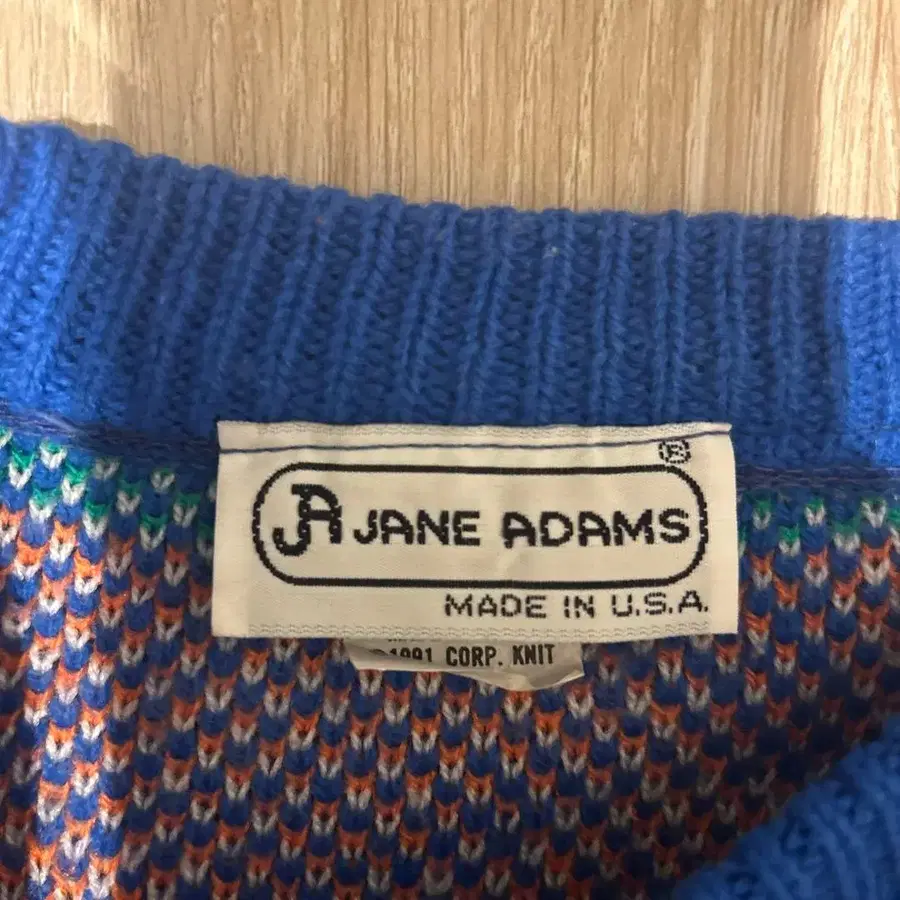 ®
JA JANE ADAMS
MADE IN U.S.A.
©1991 CORP. KNIT